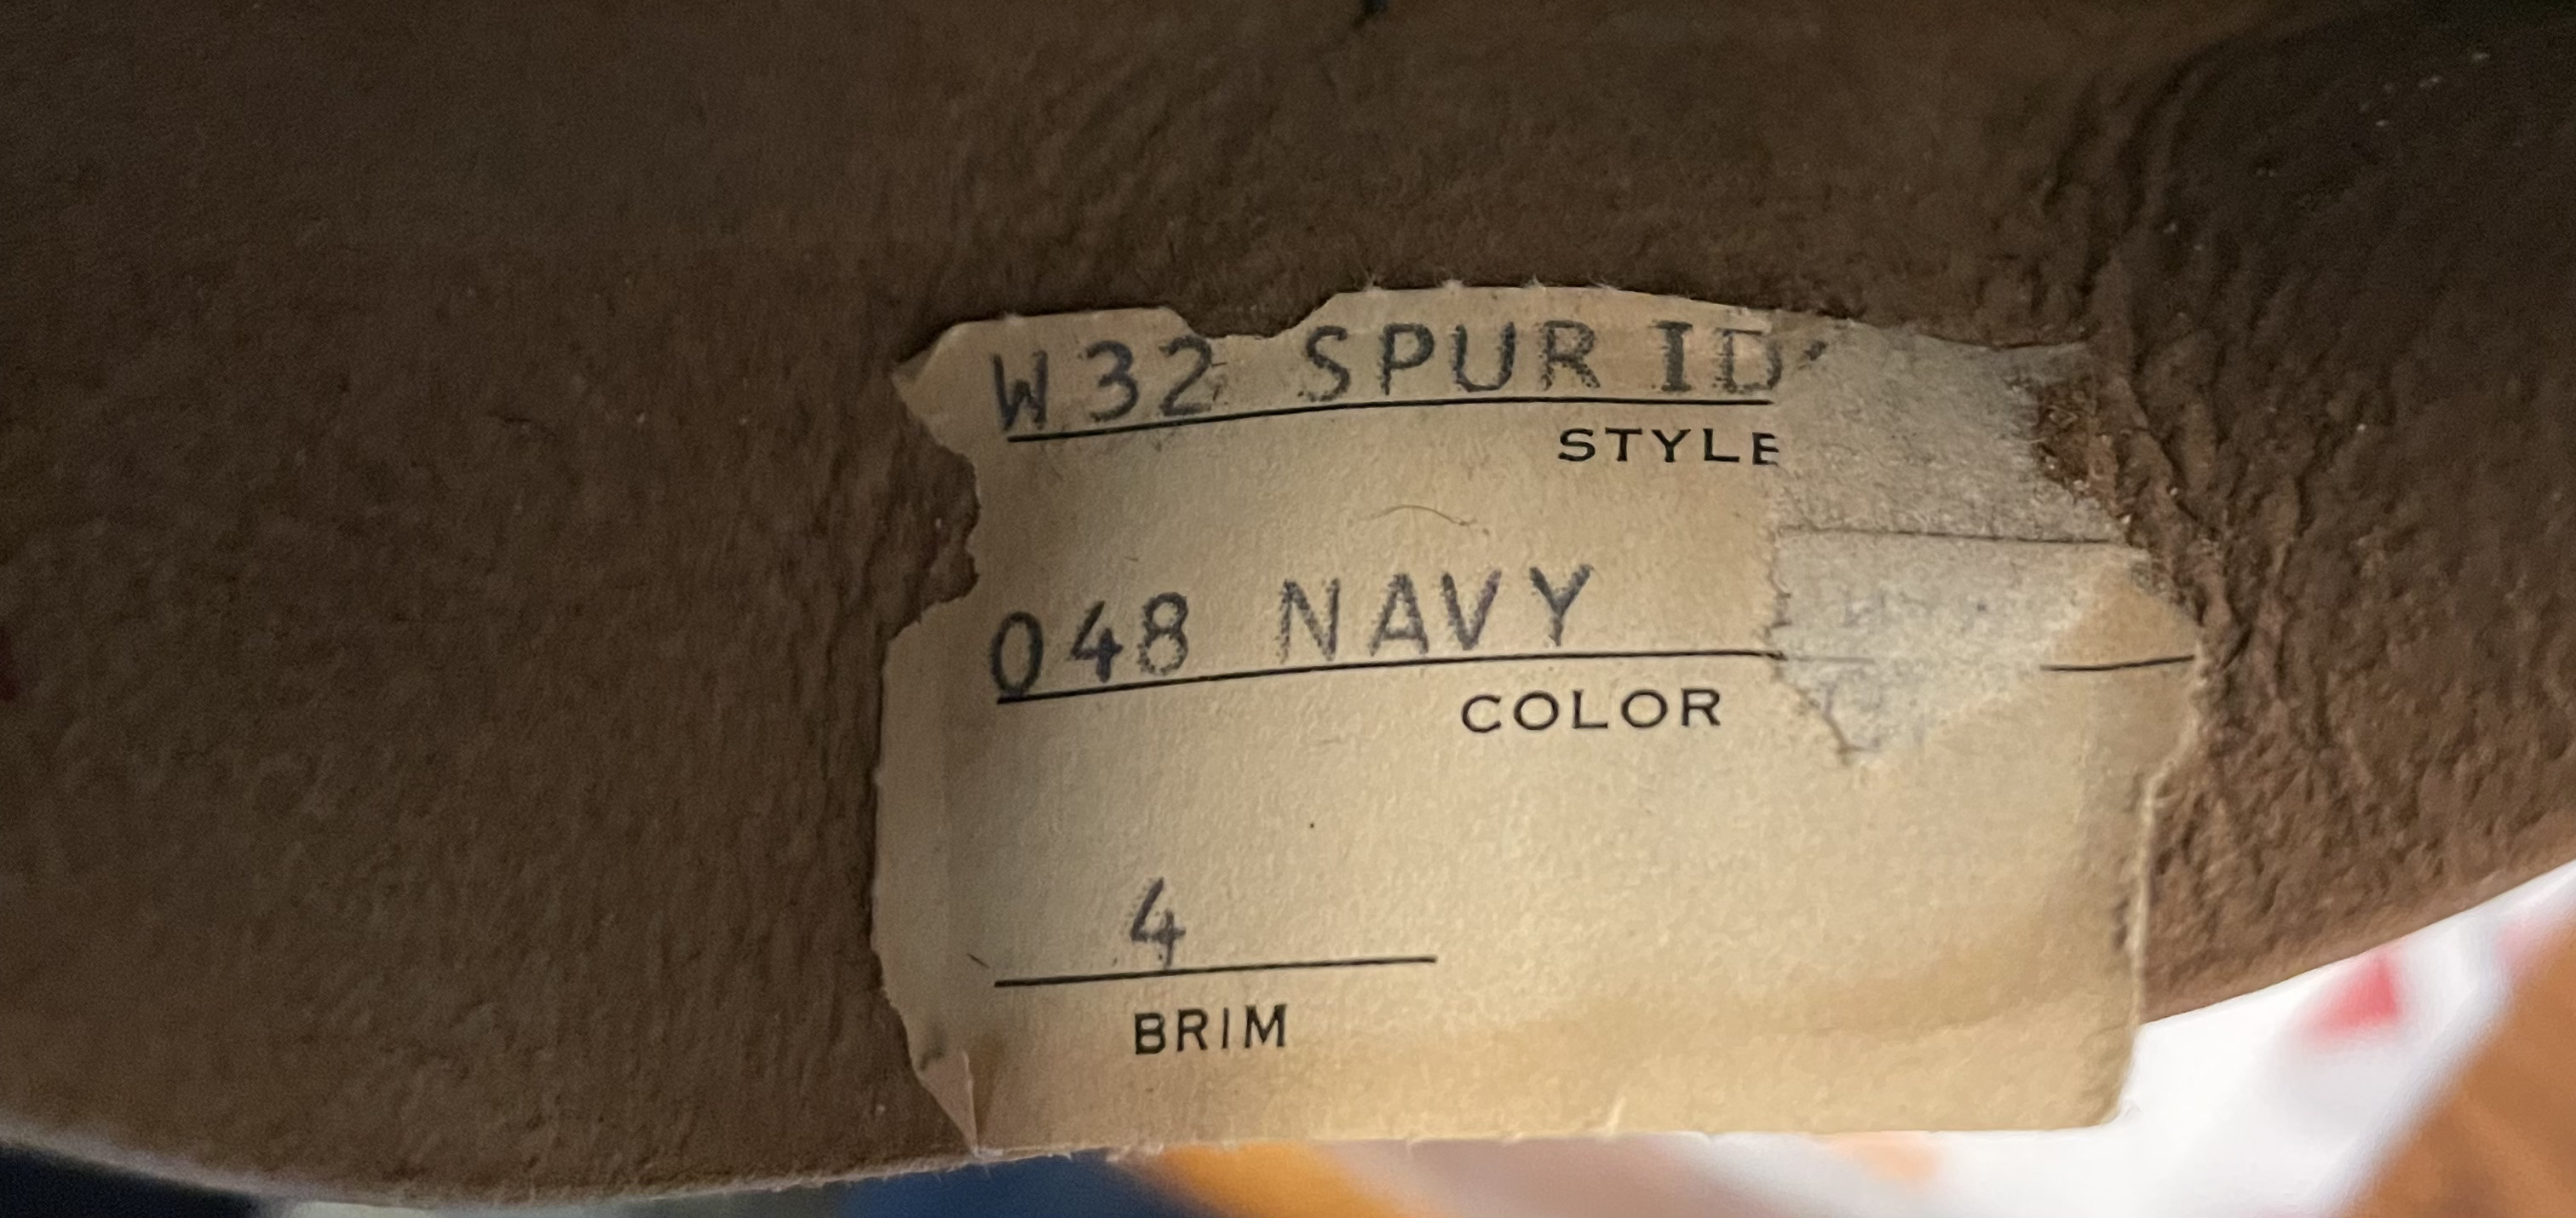 W32 SPUR ID
STYLE
048 NAVY
COLOR
4
BRIM